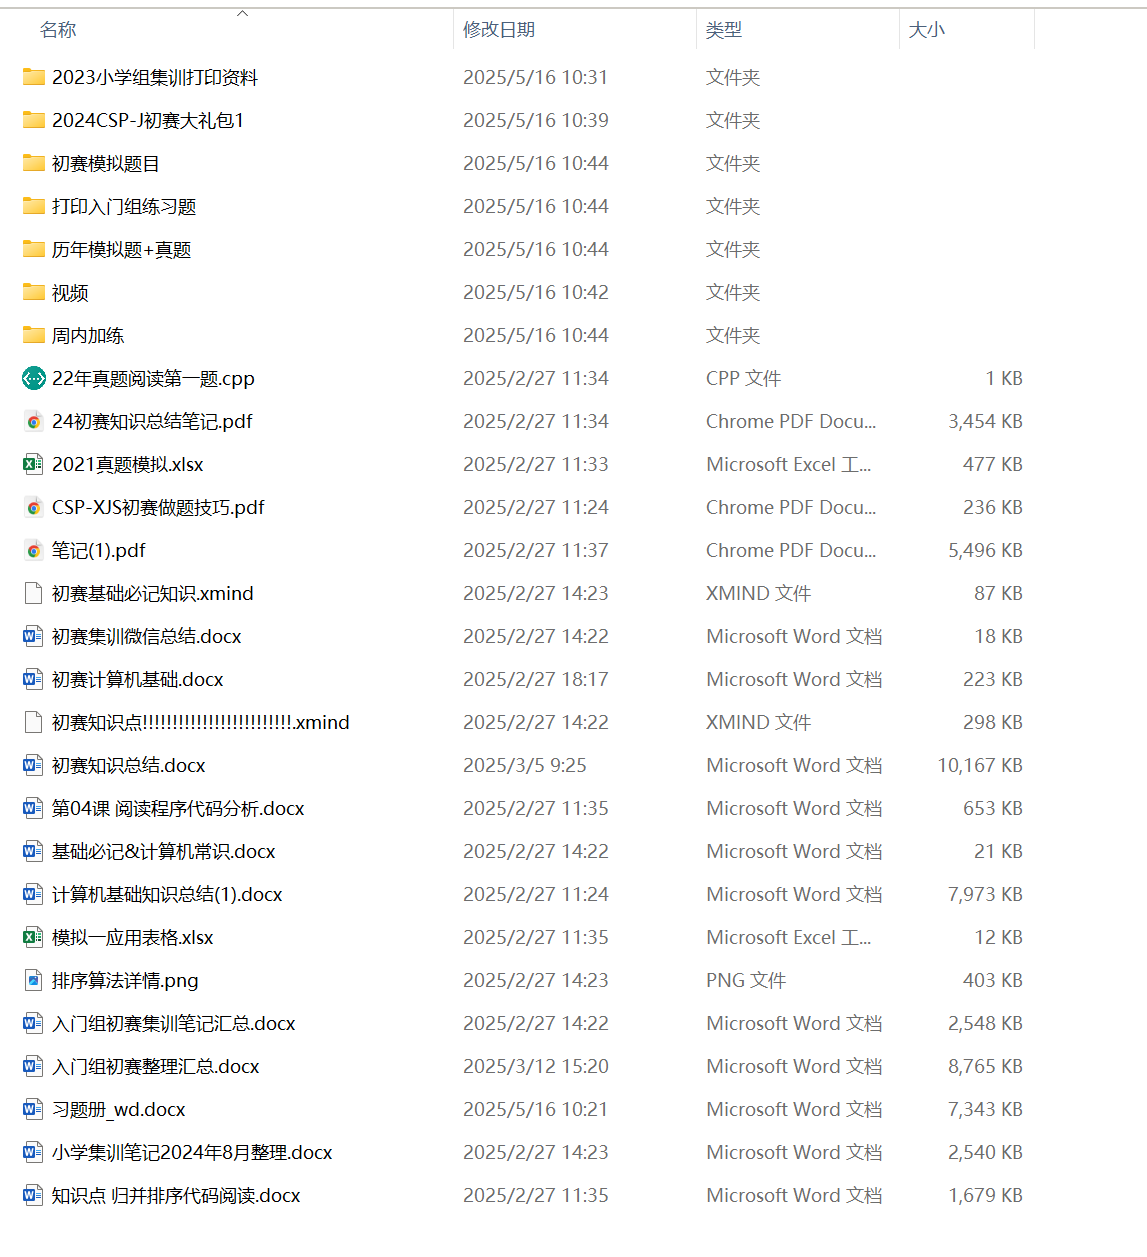 名称 修改日期 类型 大小
2023小学组集训打印资料 2025/5/16 10:31 文件夹
2024CSP-J初赛大礼包1 2025/5/16 10:39 文件夹
初赛模拟题目 2025/5/16 10:44 文件夹
打印入门组练习题 2025/5/16 10:44 文件夹
历年模拟题+真题 2025/5/16 10:44 文件夹
视频 2025/5/16 10:42 文件夹
周内加练 2025/5/16 10:44 文件夹
22年真题阅读第一题.cpp 2025/2/27 11:34 CPP 文件 1 KB
24初赛知识总结笔记.pdf 2025/2/27 11:34 Chrome PDF Docu... 3,454 KB
2021真题模拟.xlsx 2025/2/27 11:33 Microsoft Excel 工... 477 KB
CSP-XJS初赛做题技巧.pdf 2025/2/27 11:24 Chrome PDF Docu... 236 KB
笔记(1).pdf 2025/2/27 11:37 Chrome PDF Docu... 5,496 KB
初赛基础必记知识.xmind 2025/2/27 14:23 XMIND 文件 87 KB
初赛集训微信总结.docx 2025/2/27 14:22 Microsoft Word 文档 18 KB
初赛计算机基础.docx 2025/2/27 18:17 Microsoft Word 文档 223 KB
初赛知识点!!!!!!!!!!!!!!!!!!!!!!!!!.xmind 2025/2/27 14:22 XMIND 文件 298 KB
初赛知识总结.docx 2025/3/5 9:25 Microsoft Word 文档 10,167 KB
第04课 阅读程序代码分析.docx 2025/2/27 11:35 Microsoft Word 文档 653 KB
基础必记&计算机常识.docx 2025/2/27 14:22 Microsoft Word 文档 21 KB
计算机基础知识总结(1).docx 2025/2/27 11:24 Microsoft Word 文档 7,973 KB
模拟一应用表格.xlsx 2025/2/27 11:35 Microsoft Excel 工... 12 KB
排序算法详情.png 2025/2/27 14:23 PNG 文件 403 KB
入门组初赛集训笔记汇总.docx 2025/2/27 14:22 Microsoft Word 文档 2,548 KB
入门组初赛整理汇总.docx 2025/3/12 15:20 Microsoft Word 文档 8,765 KB
习题册_wd.docx 2025/5/16 10:21 Microsoft Word 文档 7,343 KB
小学集训笔记2024年8月整理.docx 2025/2/27 14:23 Microsoft Word 文档 2,540 KB
知识点 归并排序代码阅读.docx 2025/2/27 11:35 Microsoft Word 文档 1,679 KB